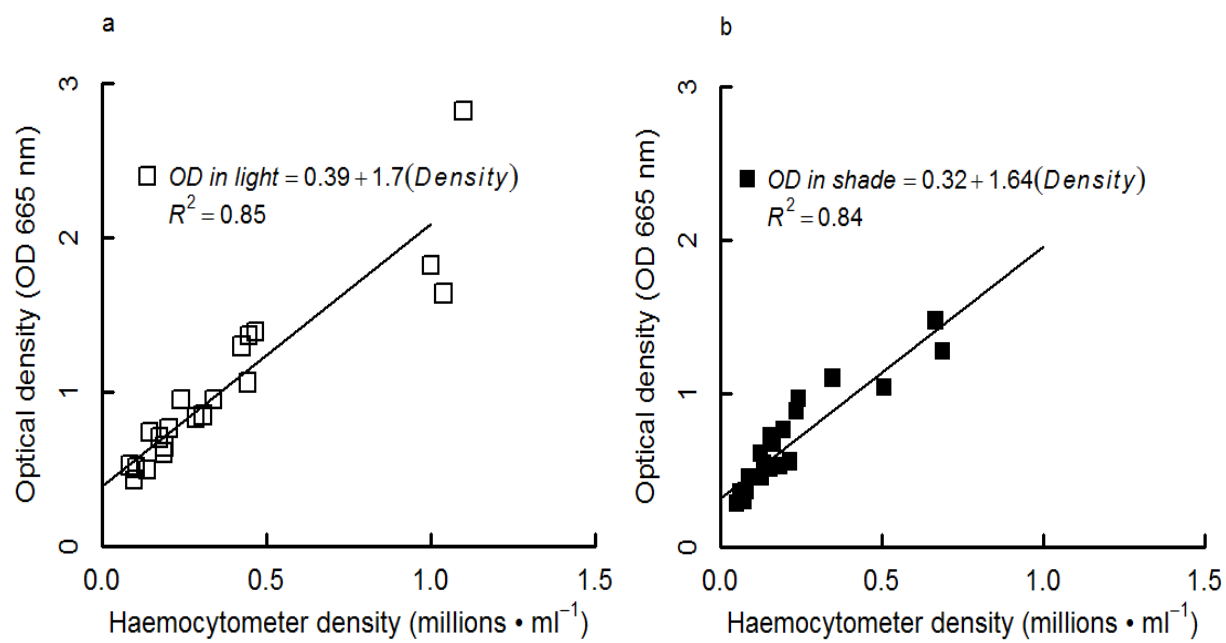 a
Optical density (OD 665 nm)
3
2
1
0
OD in light = 0.39 + 1.7(Density)
R² = 0.85
0.0 0.5 1.0 1.5
Haemocytometer density (millions • ml⁻¹)
b
Optical density (OD 665 nm)
3
2
1
0
OD in shade = 0.32 + 1.64(Density)
R² = 0.84
0.0 0.5 1.0 1.5
Haemocytometer density (millions • ml⁻¹)